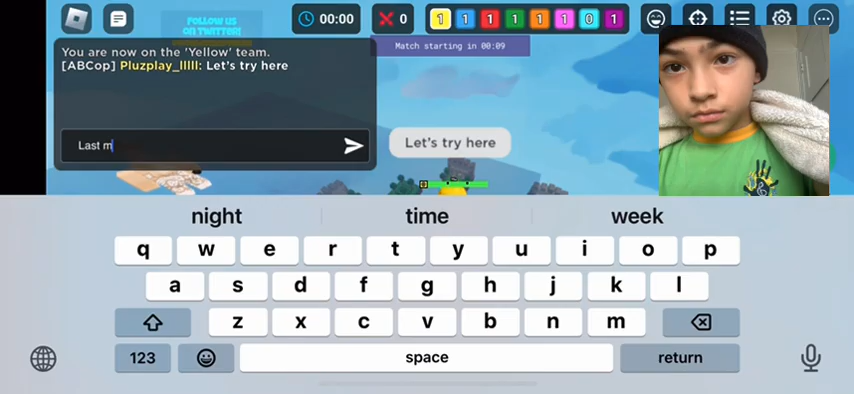 FOLLOW US
ON TWITTER!
00:00
0
1 1 1 1 1 1 0 1
Match starting in 00:09
You are now on the 'Yellow' team.
[ABCop] Pluzplay_lllll: Let's try here
Last m
Let's try here
night time week
q w e r t y u i o p
a s d f g h j k l
z x c v b n m
123 space return